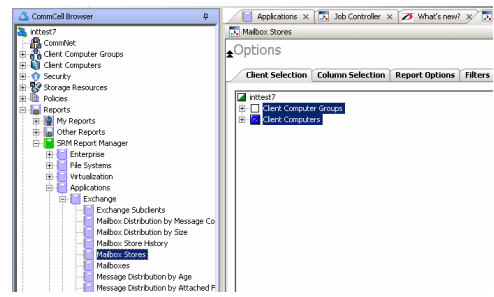 CommCell Browser
inttest7
CommNet
Client Computer Groups
Client Computers
Security
Storage Resources
Policies
Reports
My Reports
Other Reports
SRM Report Manager
Enterprise
File Systems
Virtualization
Applications
Exchange
Exchange Subclients
Mailbox Distribution by Message Co
Mailbox Distribution by Size
Mailbox Store History
Mailbox Stores
Mailboxes
Message Distribution by Age
Message Distribution by Attached F
Applications x Job Controller x What's new? x
Mailbox Stores
Options
Client Selection Column Selection Report Options Filters
inttest7
Client Computer Groups
Client Computers